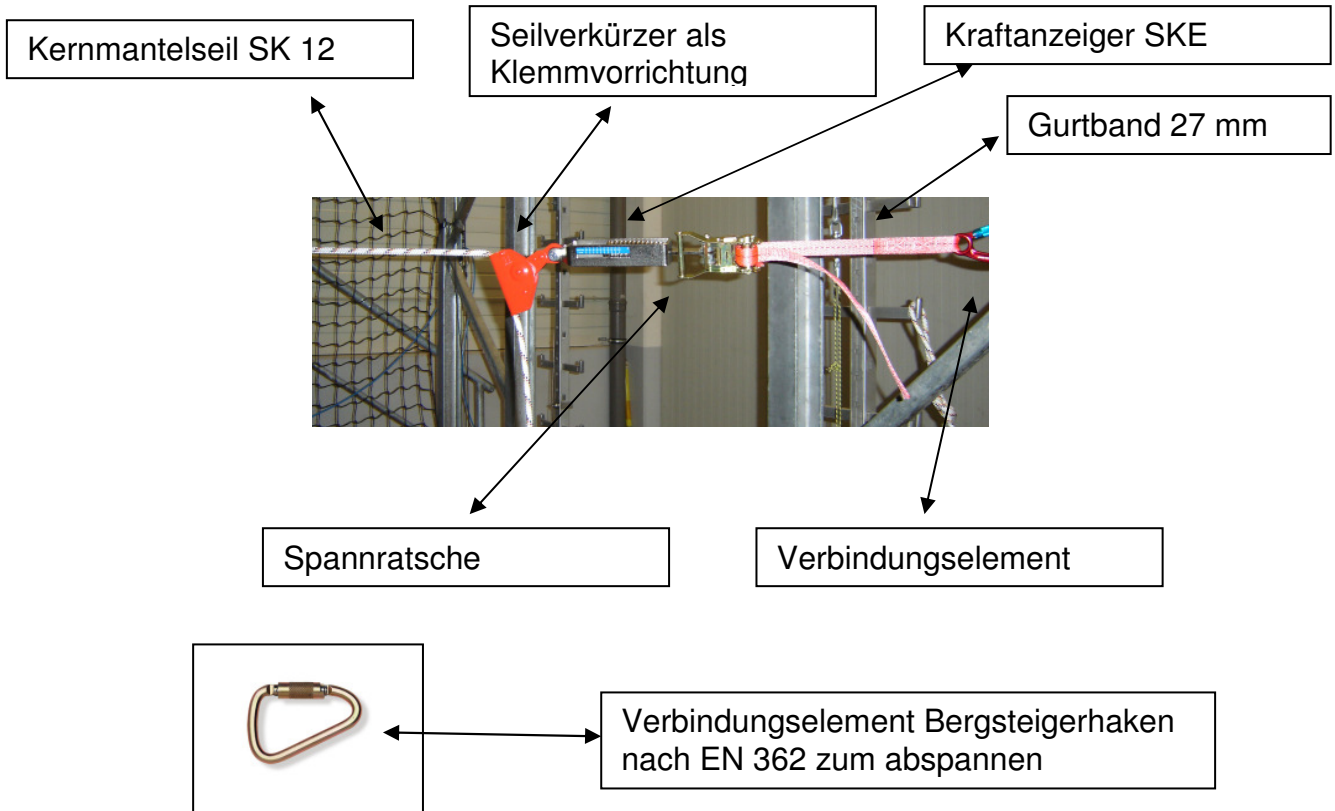 Kernmantelseil SK 12
Seilverkürzer als
Klemmvorrichtung
Kraftanzeiger SKE
Gurtband 27 mm
Spannratsche
Verbindungselement
Verbindungselement Bergsteigerhaken
nach EN 362 zum abspannen